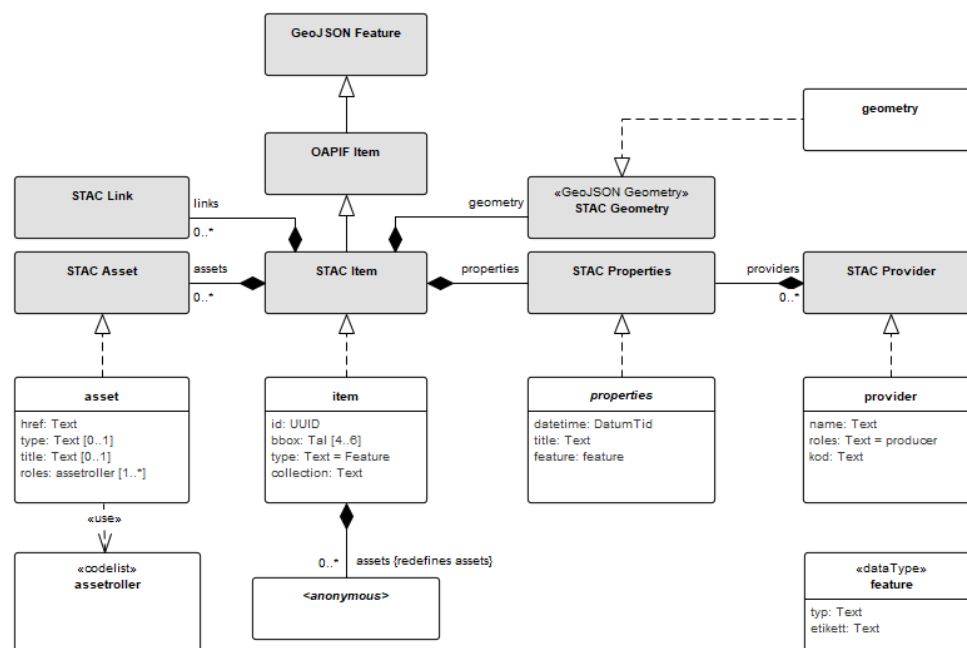 GeoJSON Feature
geometry
OAPIF Item
STAC Link
links
0..*
geometry
«GeoJSON Geometry»
STAC Geometry
STAC Asset
assets
0..*
STAC Item
properties
STAC Properties
providers
0..*
STAC Provider
asset
href: Text
type: Text [0..1]
title: Text [0..1]
roles: assetroller [1..*]
item
id: UUID
bbox: Tal [4..6]
type: Text = Feature
collection: Text
properties
datetime: DatumTid
title: Text
feature: feature
provider
name: Text
roles: Text = producer
kod: Text
«use»
«codelist»
assetroller
0..*
assets {redefines assets}
<anonymous>
«dataType»
feature
typ: Text
etikett: Text